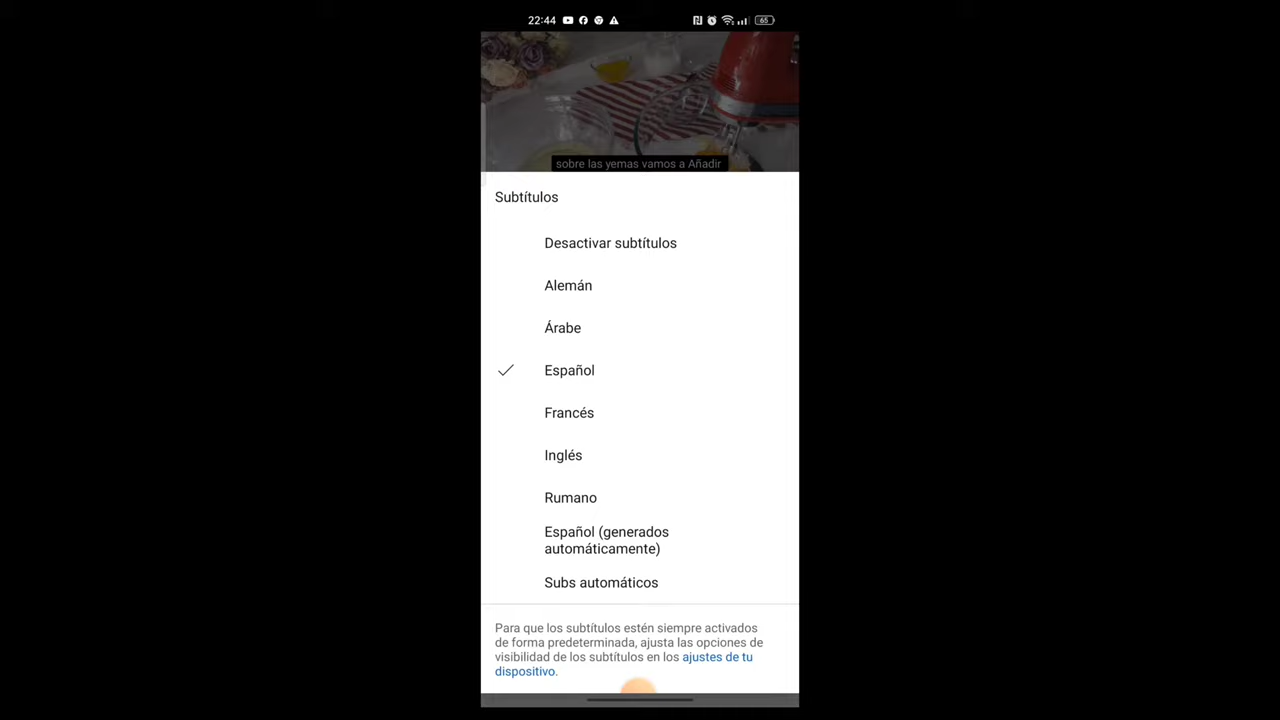 22:44
65
sobre las yemas vamos a Añadir
Subtítulos
Desactivar subtítulos
Alemán
Árabe
Español
Francés
Inglés
Rumano
Español (generados
automáticamente)
Subs automáticos
Para que los subtítulos estén siempre activados
de forma predeterminada, ajusta las opciones de
visibilidad de los subtítulos en los ajustes de tu
dispositivo.